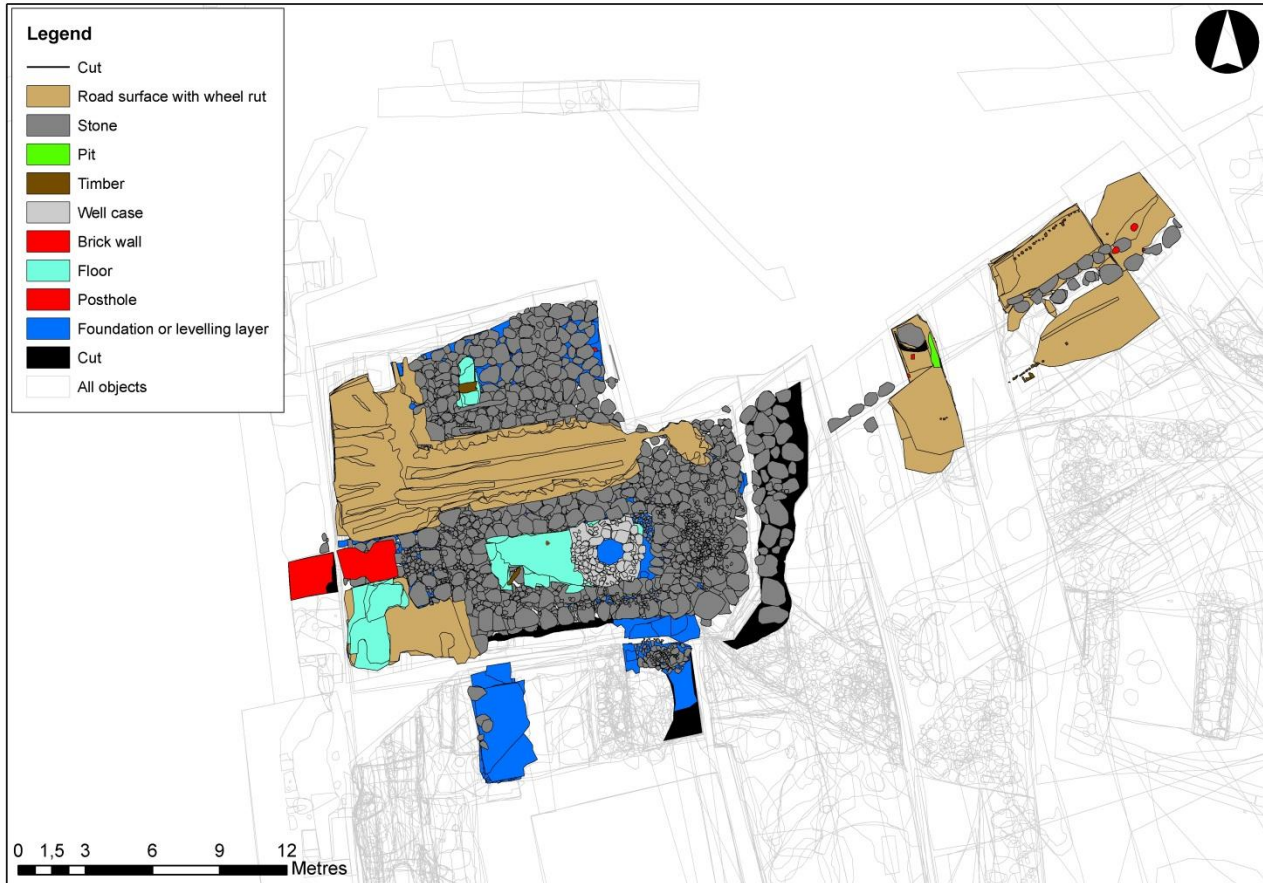 Legend
Cut
Road surface with wheel rut
Stone
Pit
Timber
Well case
Brick wall
Floor
Posthole
Foundation or levelling layer
Cut
All objects
0 1,5 3 6 9 12
Metres